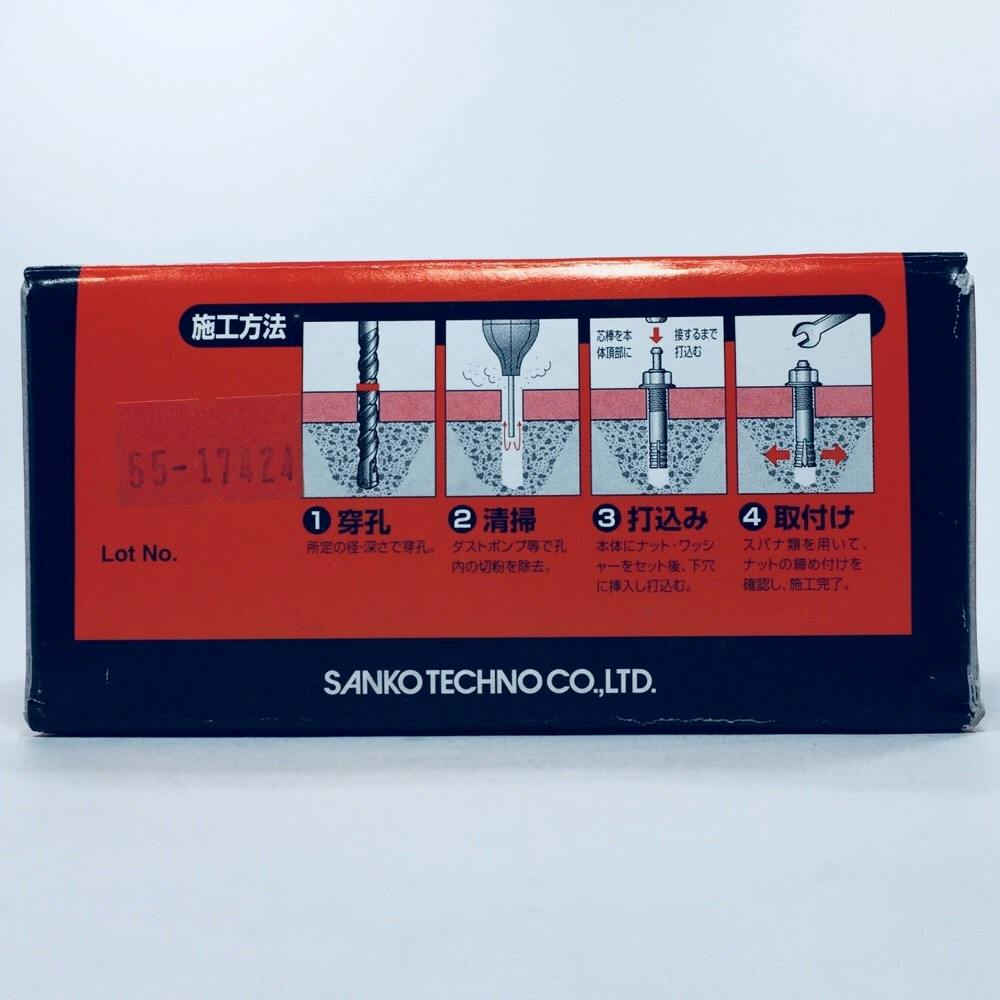 施工方法
芯棒を本
体頂部に
接するまで
打込む
55-17424
Lot No.
1 穿孔
所定の径・深さで穿孔。
2 清掃
ダストポンプ等で孔
内の切粉を除去。
3 打込み
本体にナット・ワッシ
ャーをセット後、下穴
に挿入し打込む。
4 取付け
スパナ類を用いて、
ナットの締め付けを
確認し、施工完了。
SANKO TECHNO CO.,LTD.